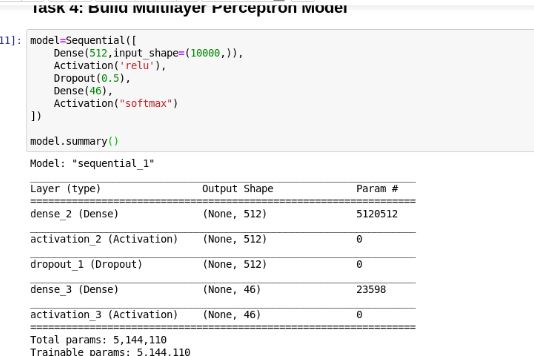 Task 4: Build Multilayer Perceptron Model
11]: model=Sequential([
    Dense(512,input_shape=(10000,)),
    Activation('relu'),
    Dropout(0.5),
    Dense(46),
    Activation("softmax")
])
model.summary()
Model: "sequential_1"
Layer (type) Output Shape Param #
dense_2 (Dense) (None, 512) 5120512
activation_2 (Activation) (None, 512) 0
dropout_1 (Dropout) (None, 512) 0
dense_3 (Dense) (None, 46) 23598
activation_3 (Activation) (None, 46) 0
Total params: 5,144,110
Trainable params: 5,144,110